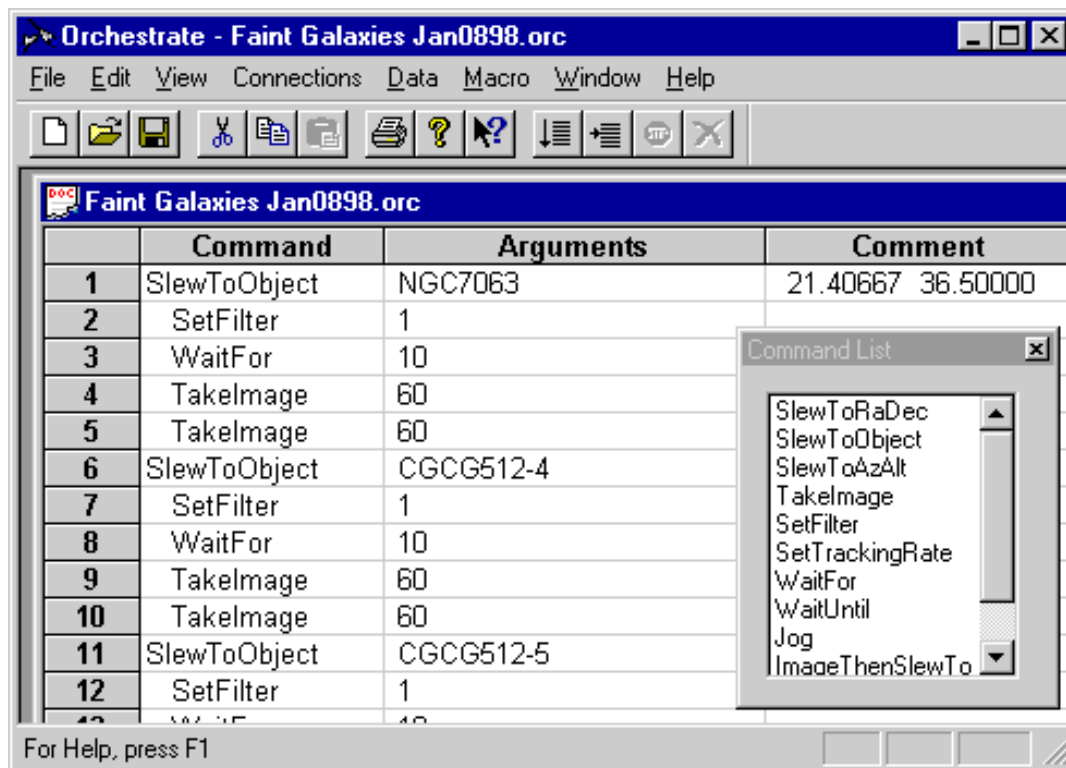 Orchestrate - Faint Galaxies Jan0898.orc
File Edit View Connections Data Macro Window Help
DOC
Faint Galaxies Jan0898.orc
Command Arguments Comment
1 SlewToObject NGC7063 21.40667 36.50000
2 SetFilter 1
3 WaitFor 10
4 TakeImage 60
5 TakeImage 60
6 SlewToObject CGCG512-4
7 SetFilter 1
8 WaitFor 10
9 TakeImage 60
10 TakeImage 60
11 SlewToObject CGCG512-5
12 SetFilter 1
Command List
SlewToRaDec
SlewToObject
SlewToAzAlt
TakeImage
SetFilter
SetTrackingRate
WaitFor
WaitUntil
Jog
ImageThenSlewTo
For Help, press F1